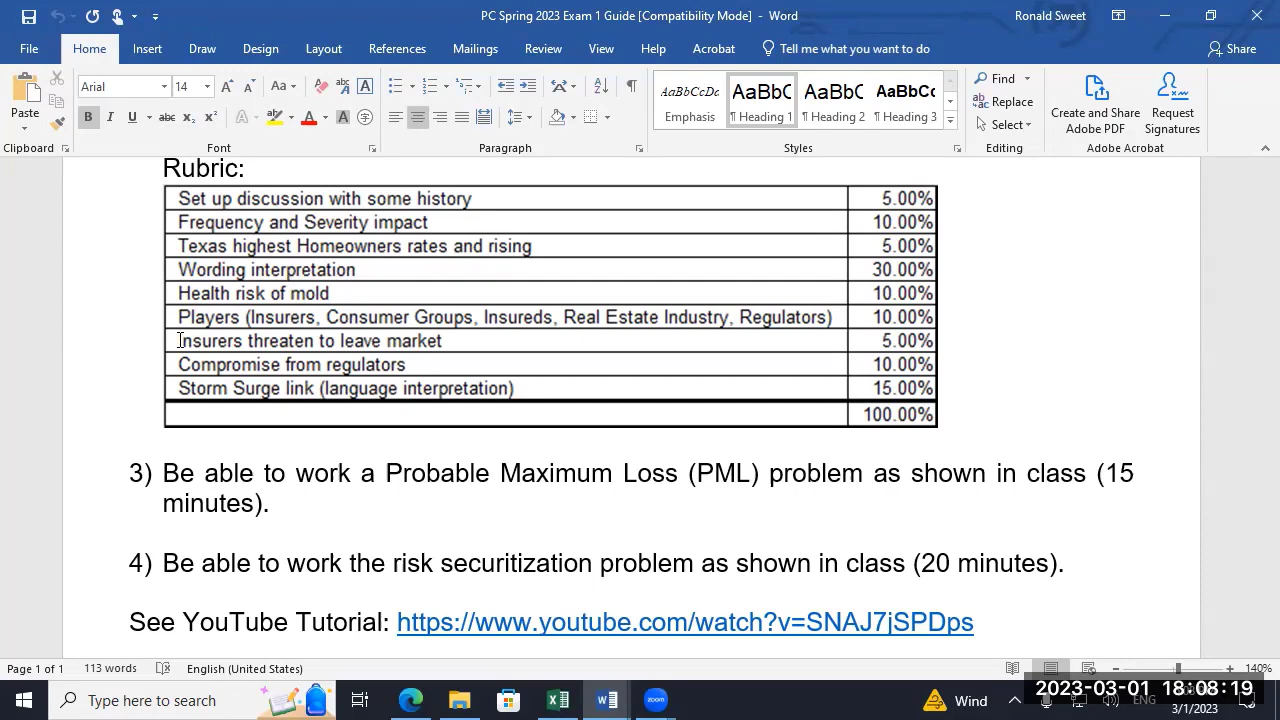 PC Spring 2023 Exam 1 Guide [Compatibility Mode] - Word
Ronald Sweet
File Home Insert Draw Design Layout References Mailings Review View Help Acrobat Tell me what you want to do Share
Paste
Arial 14
Aa
A
B I U abc x₂ x²
AaBbCcDc AaBbC AaBbC AaBbCc
Emphasis ¶ Heading 1 ¶ Heading 2 ¶ Heading 3
Find
Replace
Select
Create and Share Adobe PDF
Request Signatures
Clipboard Font Paragraph Styles Editing Adobe Acrobat
Rubric:
Set up discussion with some history 5.00%
Frequency and Severity impact 10.00%
Texas highest Homeowners rates and rising 5.00%
Wording interpretation 30.00%
Health risk of mold 10.00%
Players (Insurers, Consumer Groups, Insureds, Real Estate Industry, Regulators) 10.00%
Insurers threaten to leave market 5.00%
Compromise from regulators 10.00%
Storm Surge link (language interpretation) 15.00%
100.00%
3) Be able to work a Probable Maximum Loss (PML) problem as shown in class (15
minutes).
4) Be able to work the risk securitization problem as shown in class (20 minutes).
See YouTube Tutorial: https://www.youtube.com/watch?v=SNAJ7jSPDps
Page 1 of 1 113 words English (United States) 140%
Type here to search
zoom
Wind
ENG
2023-03-01 18:08:19
3/1/2023